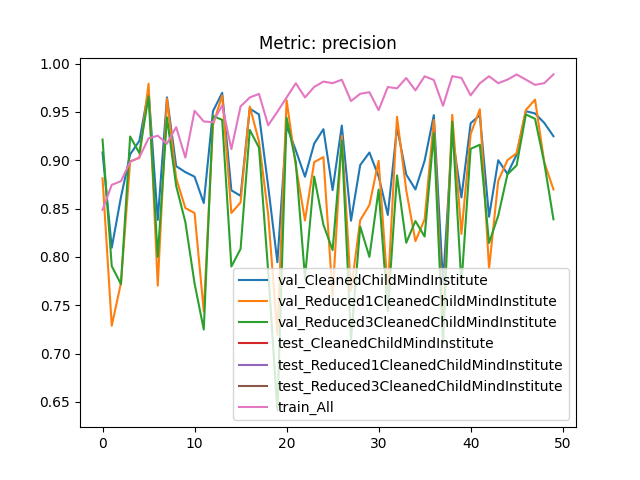 Metric: precision
1.00
0.95
0.90
0.85
0.80
0.75
0.70
0.65
val_CleanedChildMindInstitute
val_Reduced1CleanedChildMindInstitute
val_Reduced3CleanedChildMindInstitute
test_CleanedChildMindInstitute
test_Reduced1CleanedChildMindInstitute
test_Reduced3CleanedChildMindInstitute
train_All
0 10 20 30 40 50